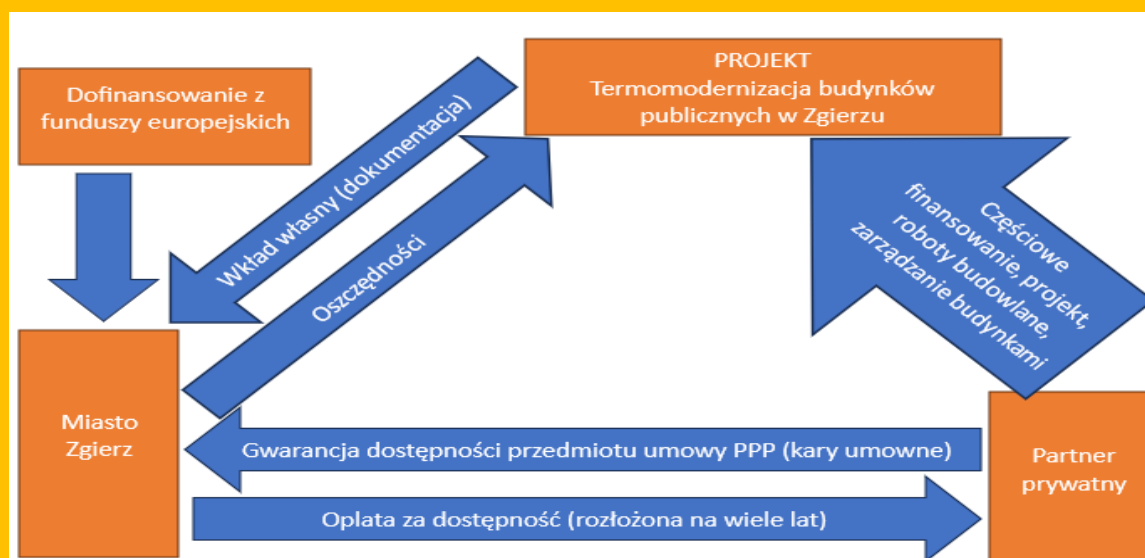 Dofinansowanie z
funduszy europejskich
PROJEKT
Termomodernizacja budynków
publicznych w Zgierzu
Wkład własny (dokumentacja)
Oszczędności
Częściowe
finansowanie, projekt,
roboty budowlane,
zarządzanie budynkami
Miasto
Zgierz
Gwarancja dostępności przedmiotu umowy PPP (kary umowne)
Oplata za dostępność (rozłożona na wiele lat)
Partner
prywatny